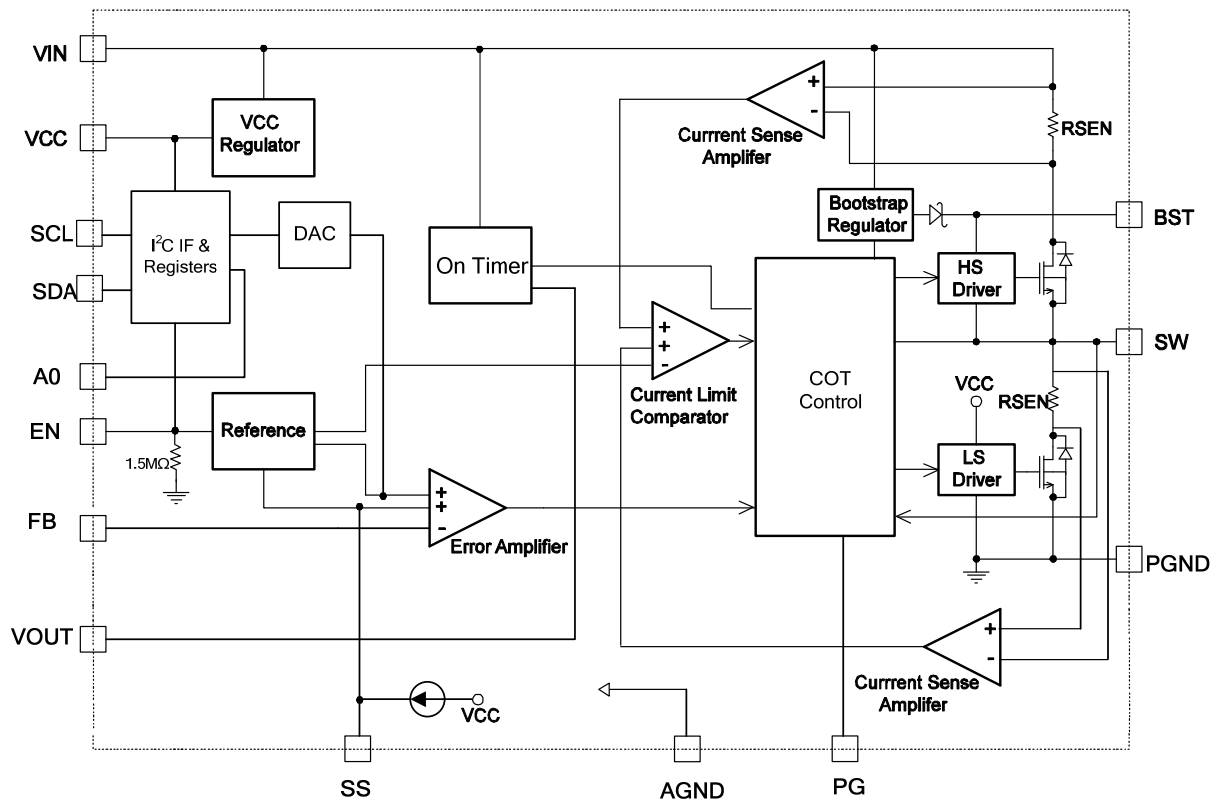 VIN
VCC
Regulator
VCC
+
-
Currrent Sense
Amplifer
RSEN
Bootstrap
Regulator
BST
SCL
I²C IF &
Registers
DAC
On Timer
HS
Driver
SDA
+
+
-
SW
A0
Current Limit
Comparator
COT
Control
VCC
RSEN
EN
Reference
1.5MΩ
LS
Driver
+
+
-
FB
Error Amplifier
PGND
VOUT
+
-
Currrent Sense
Amplifer
VCC
SS
AGND
PG